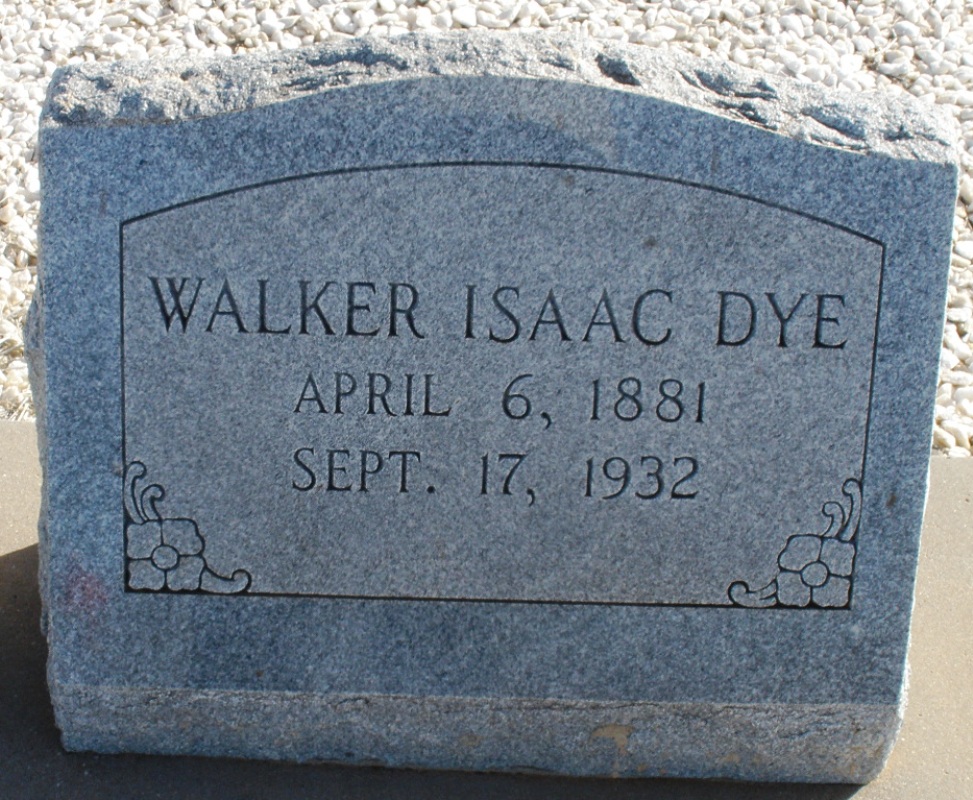 WALKER ISAAC DYE
APRIL 6, 1881
SEPT. 17, 1932